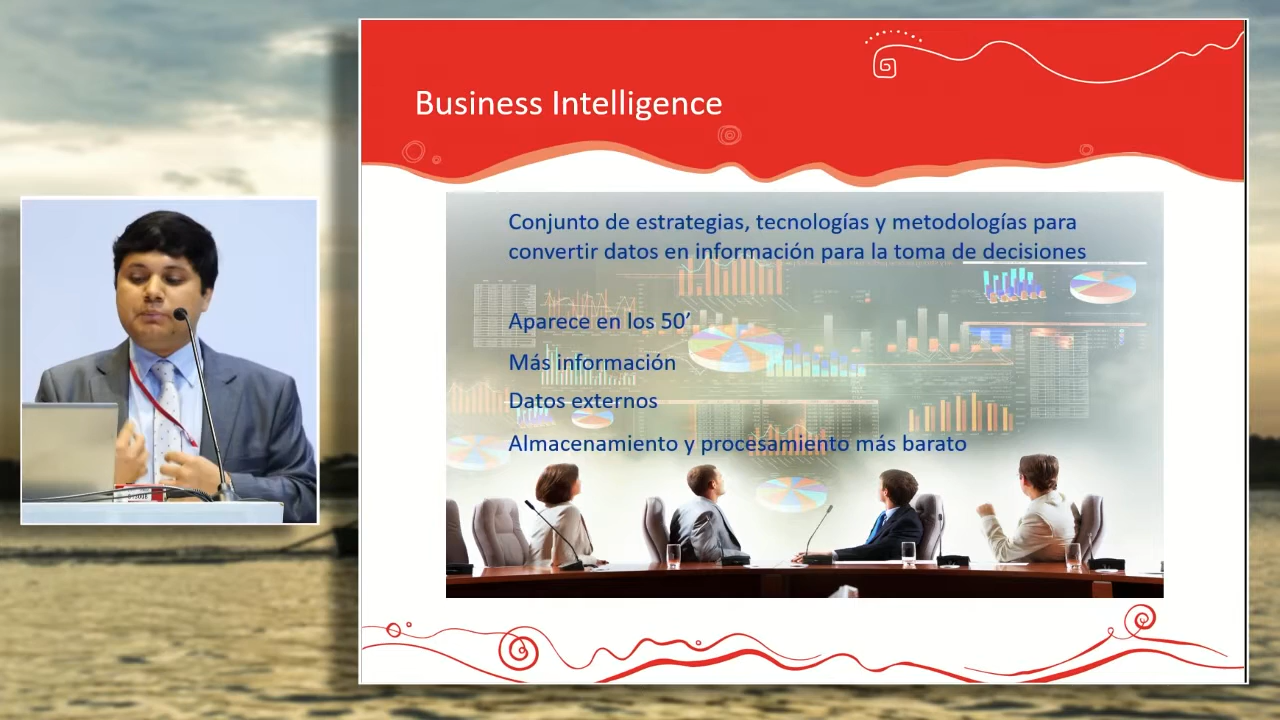 Business Intelligence
Conjunto de estrategias, tecnologías y metodologías para
convertir datos en información para la toma de decisiones
Aparece en los 50’
Más información
Datos externos
Almacenamiento y procesamiento más barato